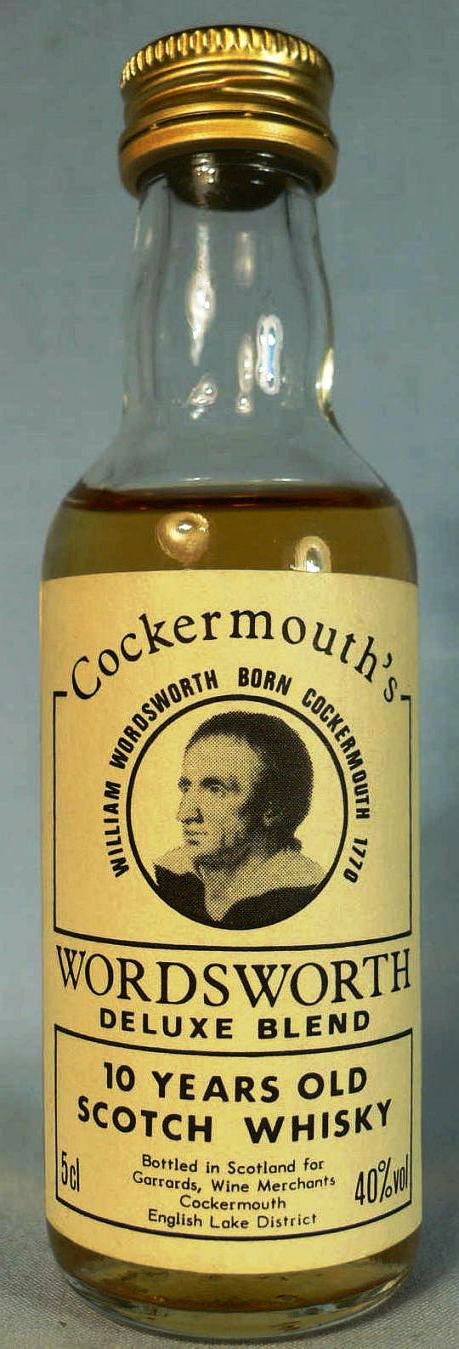 Cockermouth's
WILLIAM WORDSWORTH BORN COCKERMOUTH 1770
WORDSWORTH
DELUXE BLEND
10 YEARS OLD
SCOTCH WHISKY
Bottled in Scotland for
Garrards, Wine Merchants
Cockermouth
English Lake District
5cl
40%vol